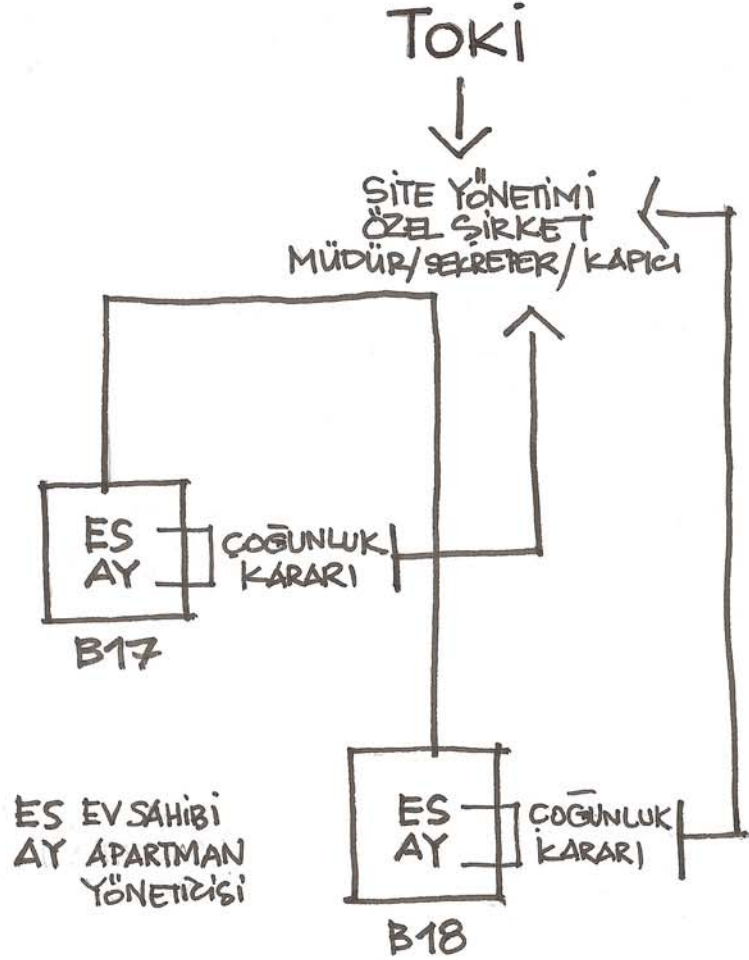 TOKİ
SİTE YÖNETİMİ
ÖZEL ŞİRKET
MÜDÜR/SEKRETER/KAPICI
ES
AY
ÇOĞUNLUK
KARARI
B17
ES
AY
ÇOĞUNLUK
KARARI
B18
ES EV SAHİBİ
AY APARTMAN
YÖNETİCİSİ